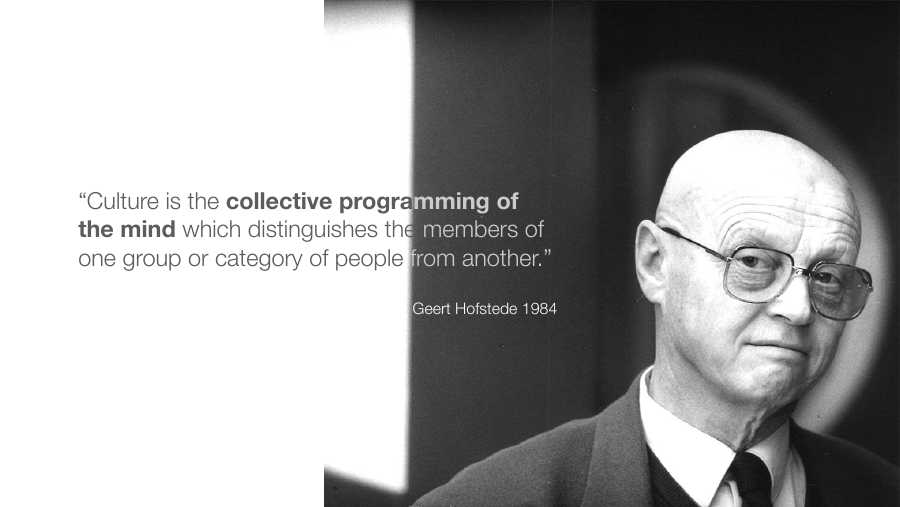 “Culture is the collective programming of
the mind which distinguishes the members of
one group or category of people from another.”
Geert Hofstede 1984